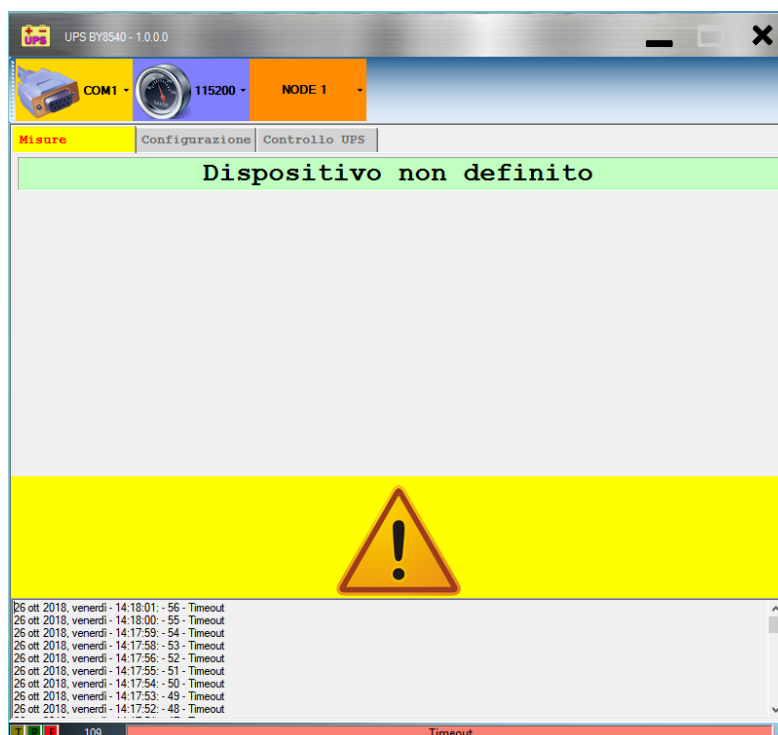 UPS
UPS BY8540 - 1.0.0.0
COM1
115200
NODE 1
Misure
Configurazione
Controllo UPS
Dispositivo non definito
26 ott 2018, venerdì - 14:18:01: - 56 - Timeout
26 ott 2018, venerdì - 14:18:00: - 55 - Timeout
26 ott 2018, venerdì - 14:17:59: - 54 - Timeout
26 ott 2018, venerdì - 14:17:58: - 53 - Timeout
26 ott 2018, venerdì - 14:17:56: - 52 - Timeout
26 ott 2018, venerdì - 14:17:55: - 51 - Timeout
26 ott 2018, venerdì - 14:17:54: - 50 - Timeout
26 ott 2018, venerdì - 14:17:53: - 49 - Timeout
26 ott 2018, venerdì - 14:17:52: - 48 - Timeout
109
Timeout